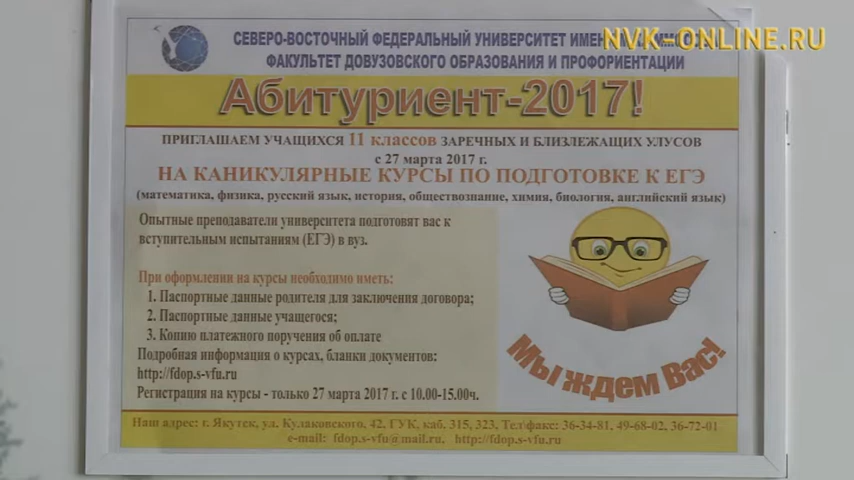 NVK-ONLINE.RU
СЕВЕРО-ВОСТОЧНЫЙ ФЕДЕРАЛЬНЫЙ УНИВЕРСИТЕТ
ФАКУЛЬТЕТ ДОВУЗОВСКОГО ОБРАЗОВАНИЯ И ПРОФОРИЕНТАЦИИ
Абитуриент-2017!
ПРИГЛАШАЕМ УЧАЩИХСЯ 11 классов ЗАРЕЧНЫХ И БЛИЗЛЕЖАЩИХ УЛУСОВ
с 27 марта 2017 г.
НА КАНИКУЛЯРНЫЕ КУРСЫ ПО ПОДГОТОВКЕ К ЕГЭ
(математика, физика, русский язык, история, обществознание, химия, биология, английский язык)
Опытные преподаватели университета подготовят вас к
вступительным испытаниям (ЕГЭ) в вуз.
При оформлении на курсы необходимо иметь:
1. Паспортные данные родителя для заключения договора;
2. Паспортные данные учащегося;
3. Копию платежного поручения об оплате
Подробная информация о курсах, бланки документов:
http://fdop.s-vfu.ru
Регистрация на курсы - только 27 марта 2017 г. с 10.00-15.00ч.
Мы ждем Вас!
Наш адрес: г. Якутск, ул. Кулаковского, 42, ГУК, каб. 315, 323, Тел\факс: 36-34-81, 49-68-02, 36-72-01
e-mail: fdop.s-vfu@mail.ru, http://fdop.s-vfu.ru